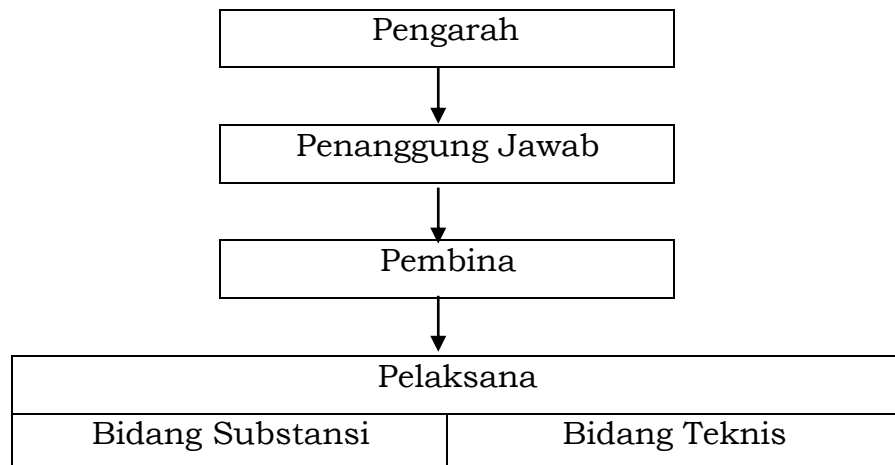 Pengarah
Penanggung Jawab
Pembina
Pelaksana
Bidang Substansi
Bidang Teknis